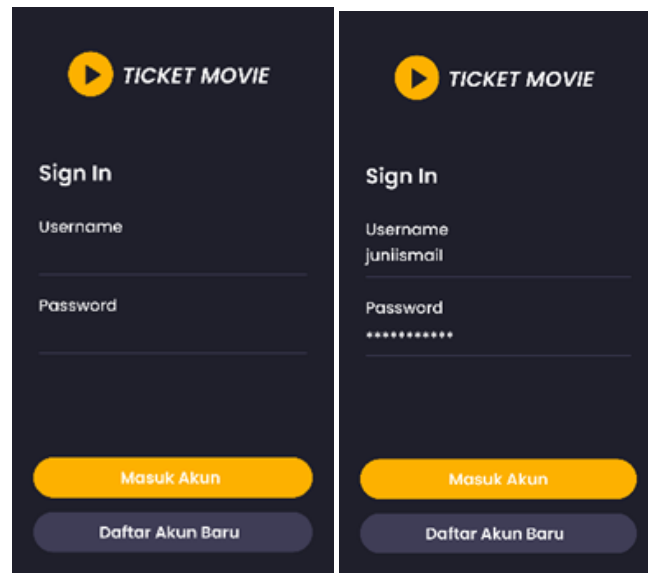 TICKET MOVIE
Sign In
Username
Password
Masuk Akun
Daftar Akun Baru
TICKET MOVIE
Sign In
Username
juniismail
Password
***********
Masuk Akun
Daftar Akun Baru